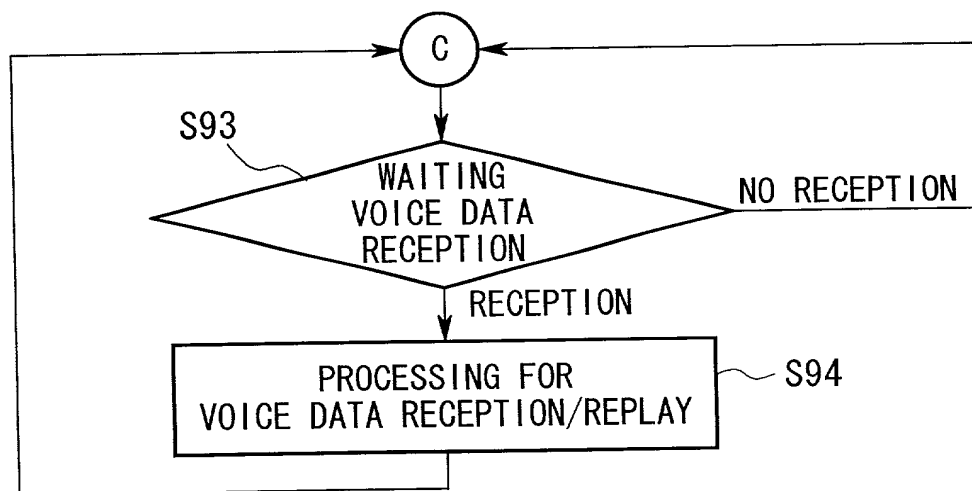 C
S93
WAITING
VOICE DATA
RECEPTION
NO RECEPTION
RECEPTION
PROCESSING FOR
VOICE DATA RECEPTION/REPLAY
S94